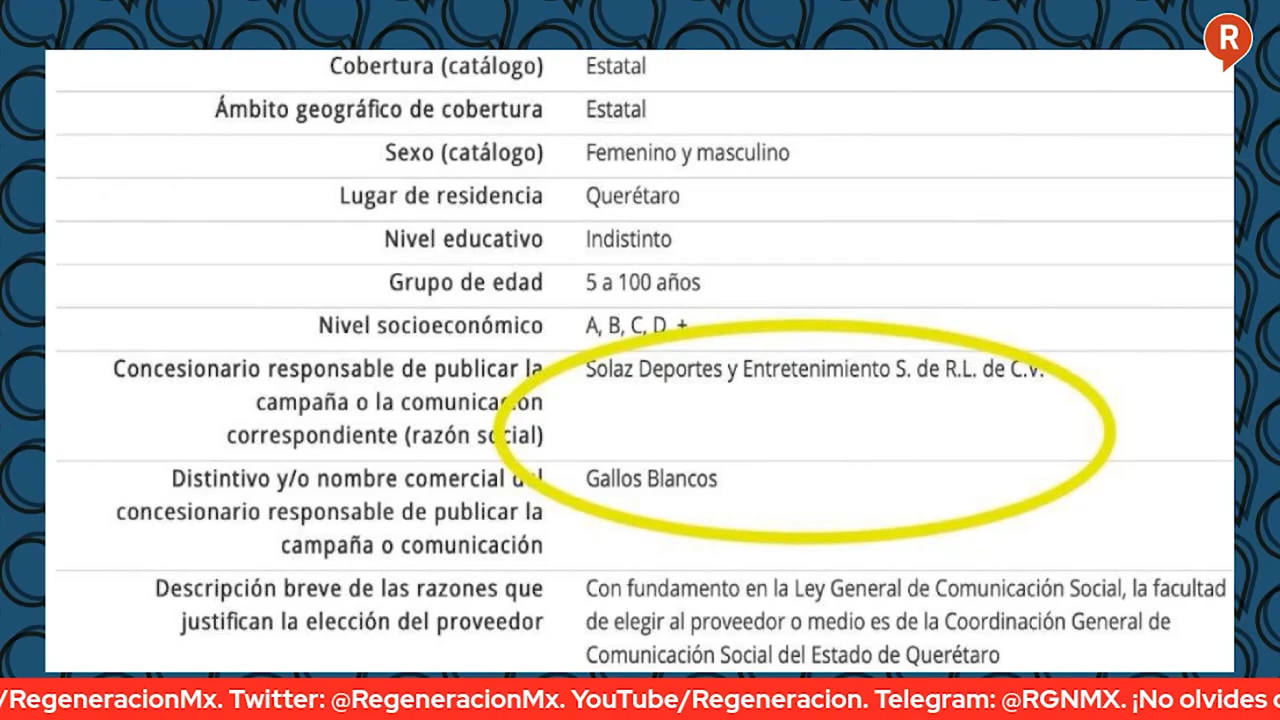 R
Cobertura (catálogo) Estatal
Ámbito geográfico de cobertura Estatal
Sexo (catálogo) Femenino y masculino
Lugar de residencia Querétaro
Nivel educativo Indistinto
Grupo de edad 5 a 100 años
Nivel socioeconómico A, B, C, D, +
Concesionario responsable de publicar la Solaz Deportes y Entretenimiento S. de R.L. de C.V.
campaña o la comunicación
correspondiente (razón social)
Distintivo y/o nombre comercial del Gallos Blancos
concesionario responsable de publicar la
campaña o comunicación
Descripción breve de las razones que Con fundamento en la Ley General de Comunicación Social, la facultad
justifican la elección del proveedor de elegir al proveedor o medio es de la Coordinación General de
Comunicación Social del Estado de Querétaro
/RegeneracionMx. Twitter: @RegeneracionMx. YouTube/Regeneracion. Telegram: @RGNMX. ¡No olvides